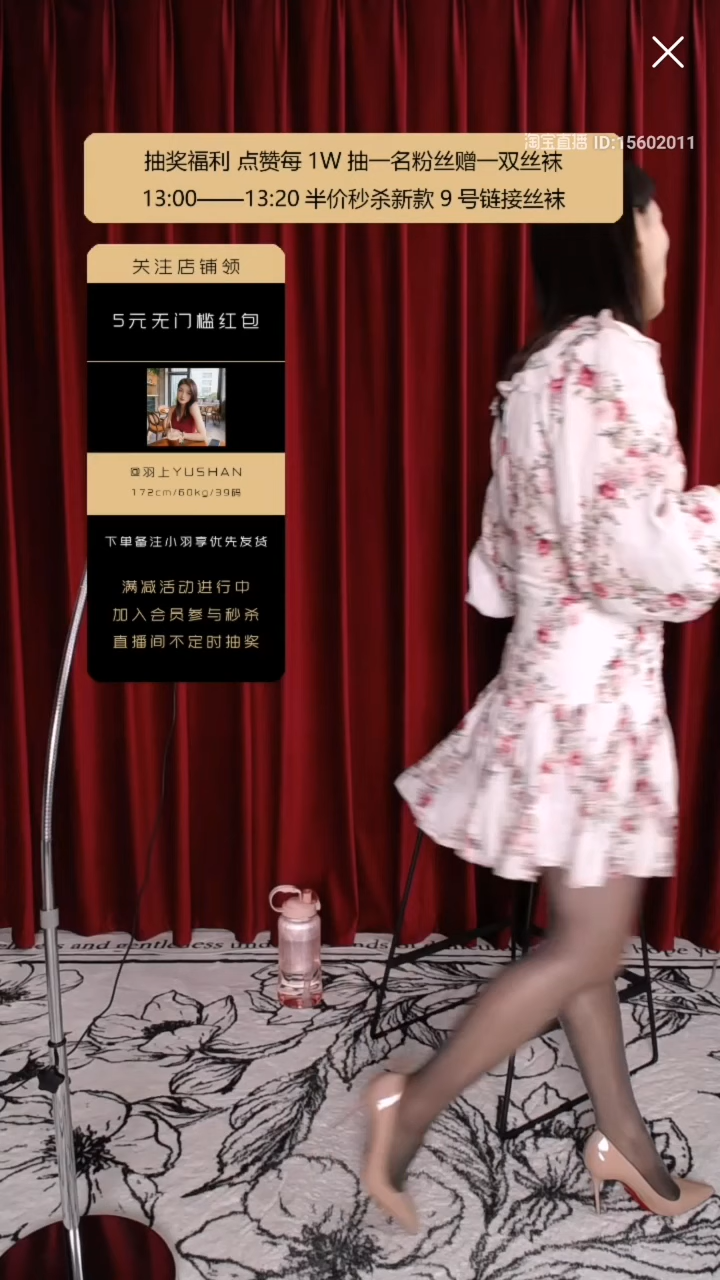 淘宝直播 ID:15602011
抽奖福利 点赞每 1W 抽一名粉丝赠一双丝袜
13:00——13:20 半价秒杀新款 9 号链接丝袜
关注店铺领
5元无门槛红包
@羽上YUSHAN
172cm/60kg/39码
下单备注小羽享优先发货
满减活动进行中
加入会员参与秒杀
直播间不定时抽奖
and gentleness